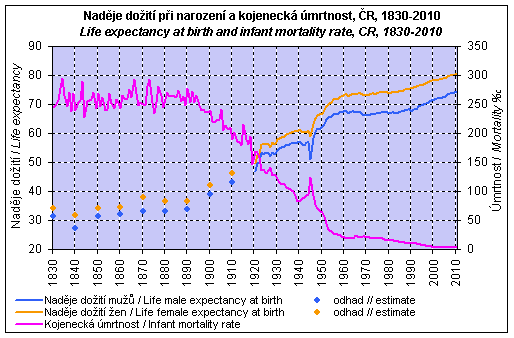 Naděje dožití při narození a kojenecká úmrtnost, ČR, 1830-2010
Life expectancy at birth and infant mortality rate, CR, 1830-2010
Naděje dožití / Life expectancy
90
80
70
60
50
40
30
20
350
300
250
200
150
100
50
0
Úmrtnost / Mortality ‰
1830 1840 1850 1860 1870 1880 1890 1900 1910 1920 1930 1940 1950 1960 1970 1980 1990 2000 2010
Naděje dožití mužů / Life male expectancy at birth
odhad // estimate
Naděje dožití žen / Life female expectancy at birth
odhad // estimate
Kojenecká úmrtnost / Infant mortality rate